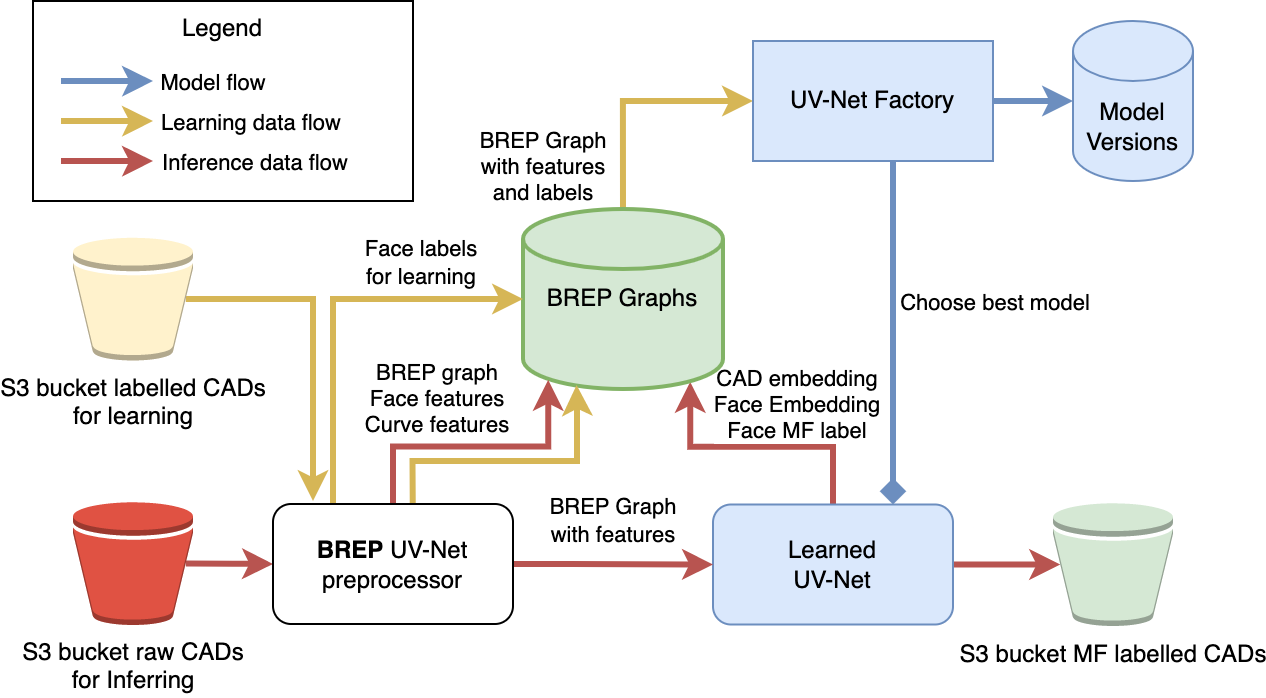 Legend
Model flow
Learning data flow
Inference data flow
UV-Net Factory
Model
Versions
BREP Graph
with features
and labels
Face labels
for learning
BREP Graphs
Choose best model
S3 bucket labelled CADs
for learning
BREP graph
Face features
Curve features
CAD embedding
Face Embedding
Face MF label
BREP Graph
with features
BREP UV-Net
preprocessor
Learned
UV-Net
S3 bucket raw CADs
for Inferring
S3 bucket MF labelled CADs